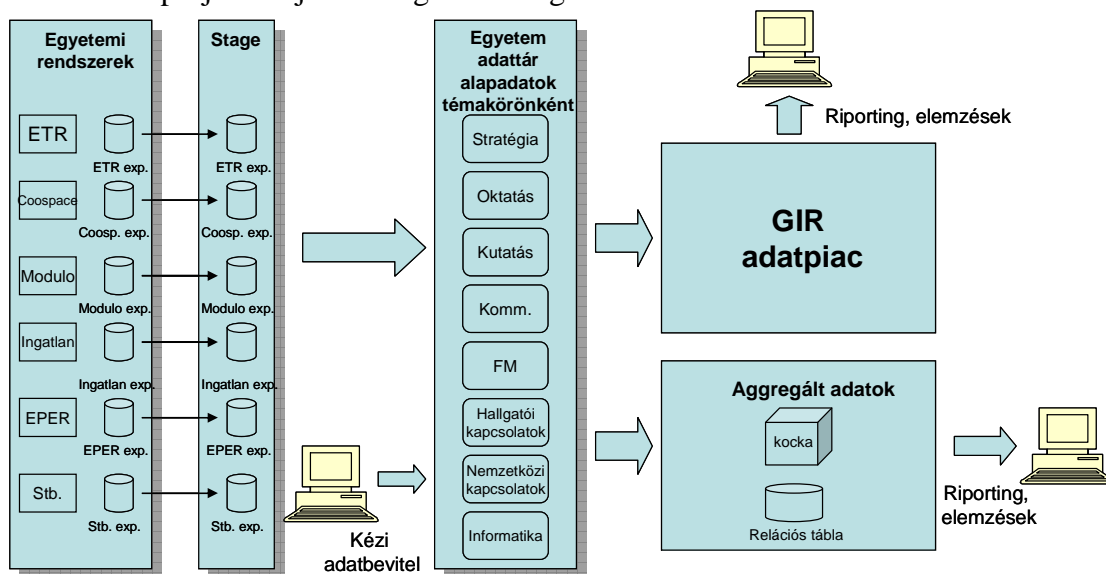 Egyetemi
rendszerek
ETR
ETR exp.
Coospace
Coosp. exp.
Modulo
Modulo exp.
Ingatlan
Ingatlan exp.
EPER
EPER exp.
Stb.
Stb. exp.
Stage
ETR exp.
Coosp. exp.
Modulo exp.
Ingatlan exp.
EPER exp.
Stb. exp.
Kézi
adatbevitel
Egyetem
adattár
alapadatok
témakörönként
Stratégia
Oktatás
Kutatás
Komm.
FM
Hallgatói
kapcsolatok
Nemzetközi
kapcsolatok
Informatika
Riporting, elemzések
GIR
adatpiac
Aggregált adatok
kocka
Relációs tábla
Riporting,
elemzések